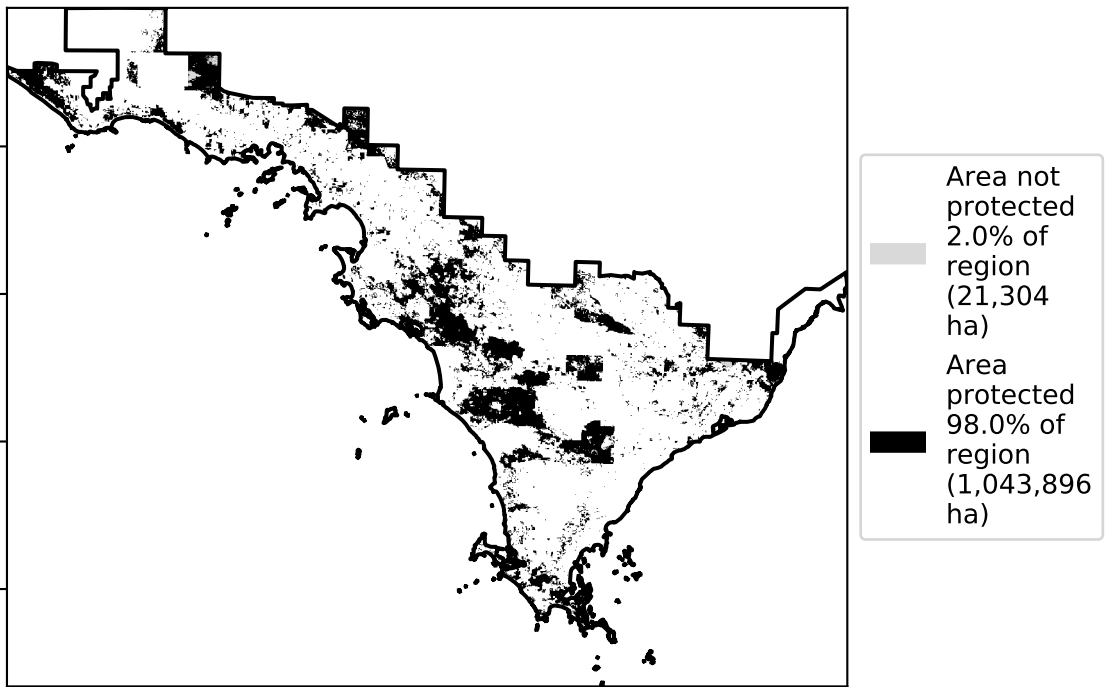 Area not
protected
2.0% of
region
(21,304
ha)
Area
protected
98.0% of
region
(1,043,896
ha)